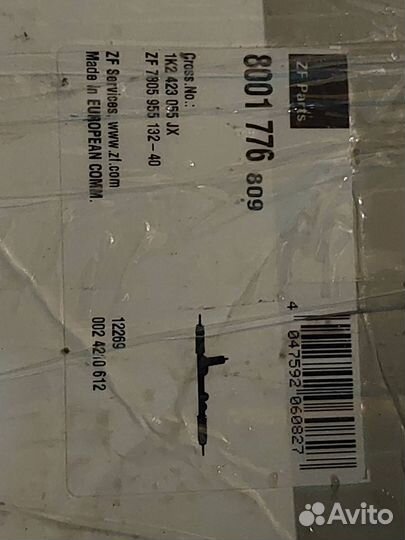 ZF Parts
8001 776 809
Cross No.:
1K2 423 055 JX
ZF 7806 955 132-40
ZF Services, www.zf.com
Made in EUROPEAN COMM.
12269
002 4210 612
4 047592 060827
Avito